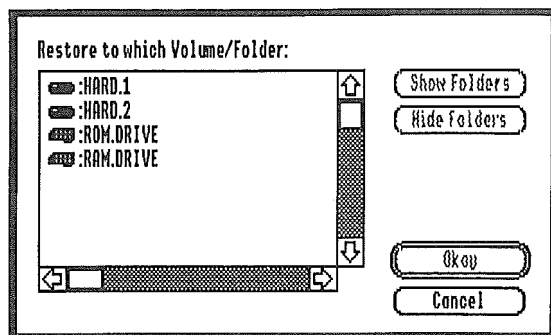 Restore to which Volume/Folder:
:HARD.1
:HARD.2
:ROM.DRIVE
:RAM.DRIVE
Show Folders
Hide Folders
Okay
Cancel